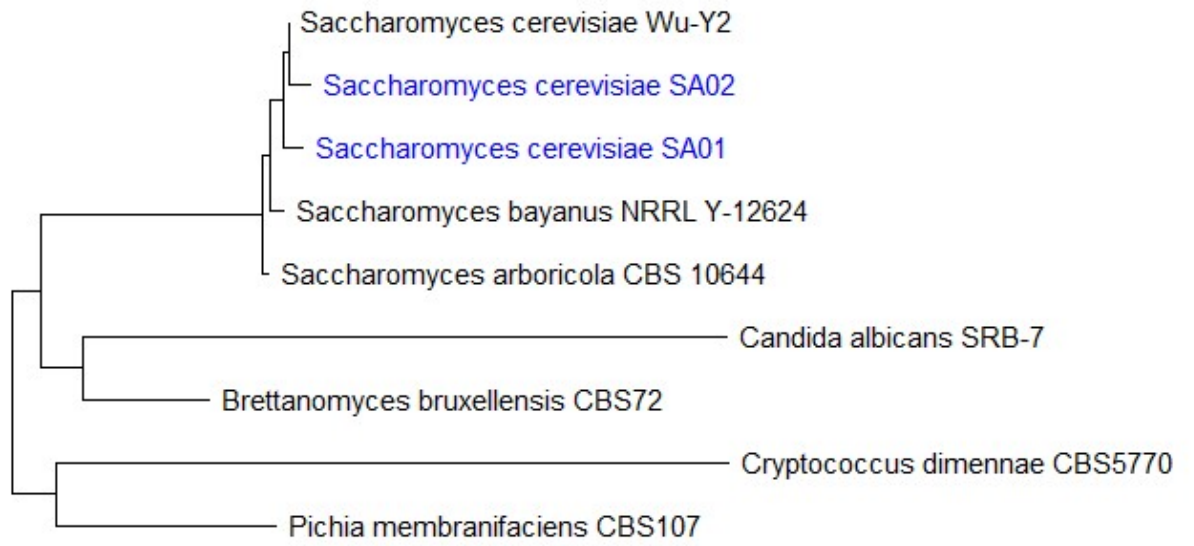 Saccharomyces cerevisiae Wu-Y2
Saccharomyces cerevisiae SA02
Saccharomyces cerevisiae SA01
Saccharomyces bayanus NRRL Y-12624
Saccharomyces arboricola CBS 10644
Candida albicans SRB-7
Brettanomyces bruxellensis CBS72
Cryptococcus dimennae CBS5770
Pichia membranifaciens CBS107